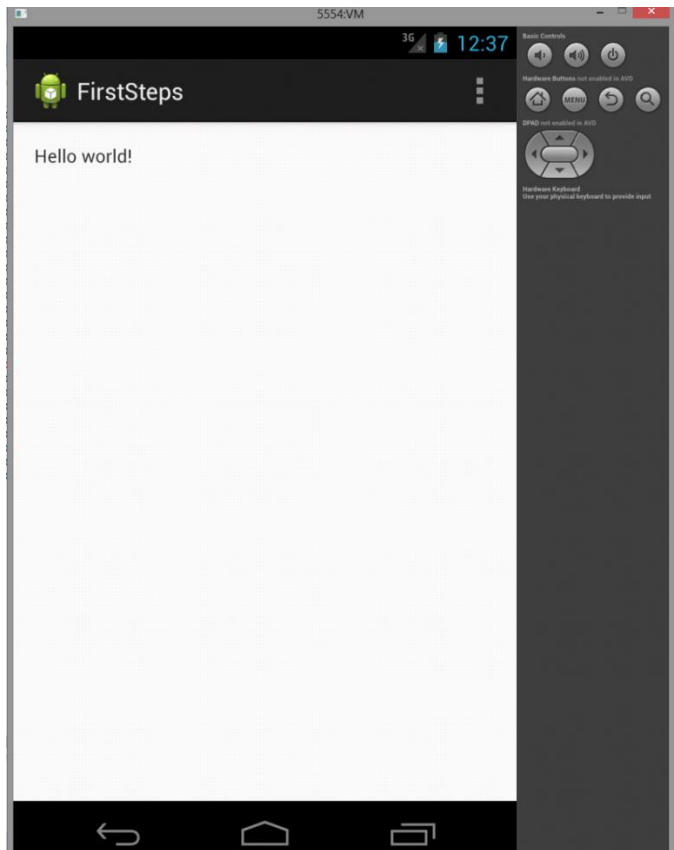 5554:VM
3G 12:37
FirstSteps
Hello world!
Basic Controls
Hardware Buttons not enabled in AVD
MENU
DPAD not enabled in AVD
Hardware Keyboard
Use your physical keyboard to provide input